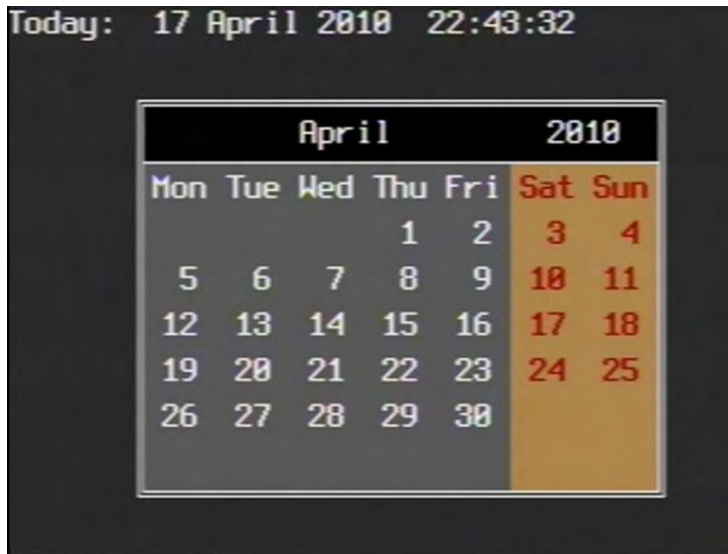 Today: 17 April 2010 22:43:32
April 2010
Mon Tue Wed Thu Fri Sat Sun
1 2 3 4
5 6 7 8 9 10 11
12 13 14 15 16 17 18
19 20 21 22 23 24 25
26 27 28 29 30